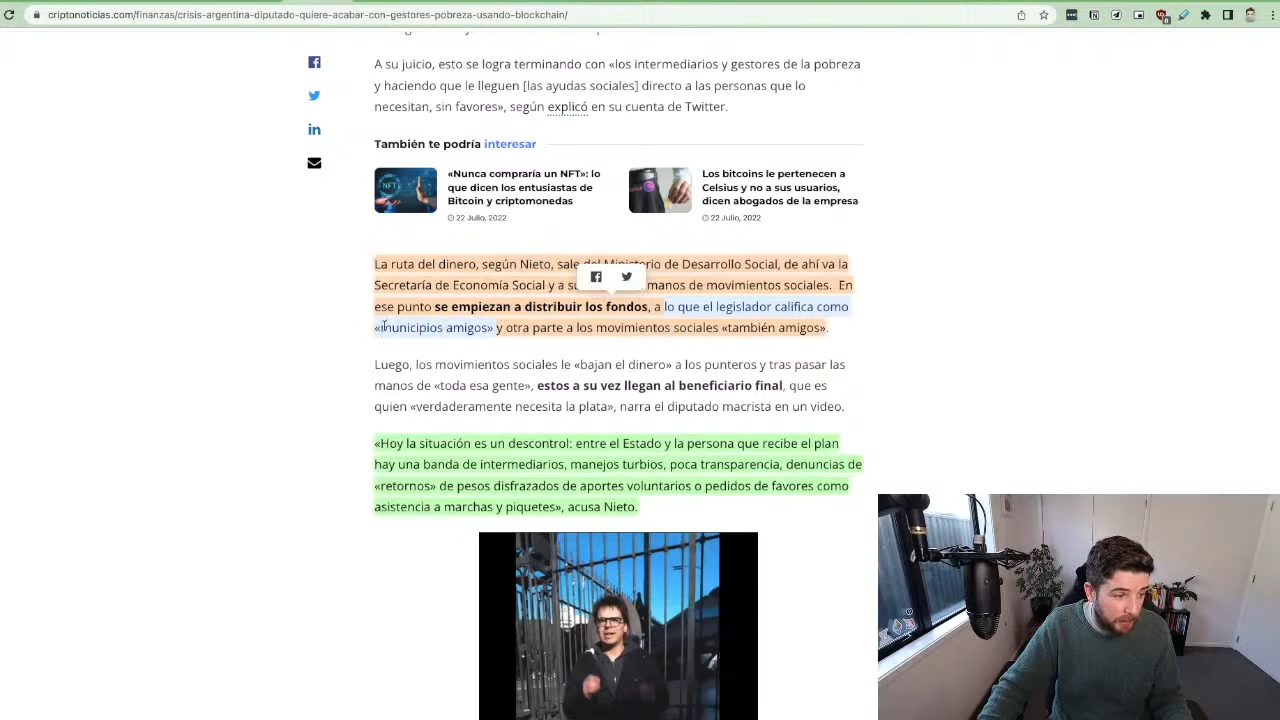 criptonoticias.com/finanzas/crisis-argentina-diputado-quiere-acabar-con-gestores-pobreza-usando-blockchain/
A su juicio, esto se logra terminando con «los intermediarios y gestores de la pobreza
y haciendo que le lleguen [las ayudas sociales] directo a las personas que lo
necesitan, sin favores», según explicó en su cuenta de Twitter.
También te podría interesar
«Nunca compraría un NFT»: lo
que dicen los entusiastas de
Bitcoin y criptomonedas
22 Julio, 2022
NFT
Los bitcoins le pertenecen a
Celsius y no a sus usuarios,
dicen abogados de la empresa
22 Julio, 2022
La ruta del dinero, según Nieto, sale del Ministerio de Desarrollo Social, de ahí va la
Secretaría de Economía Social y a su manos de movimientos sociales. En
ese punto se empiezan a distribuir los fondos, a lo que el legislador califica como
«municipios amigos» y otra parte a los movimientos sociales «también amigos».
Luego, los movimientos sociales le «bajan el dinero» a los punteros y tras pasar las
manos de «toda esa gente», estos a su vez llegan al beneficiario final, que es
quien «verdaderamente necesita la plata», narra el diputado macrista en un video.
«Hoy la situación es un descontrol: entre el Estado y la persona que recibe el plan
hay una banda de intermediarios, manejos turbios, poca transparencia, denuncias de
«retornos» de pesos disfrazados de aportes voluntarios o pedidos de favores como
asistencia a marchas y piquetes», acusa Nieto.